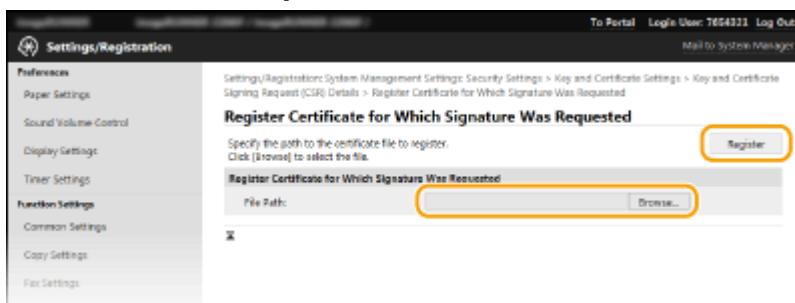 To Portal Login User: 7654321 Log Out
Settings/Registration
Mail to System Manager
Preferences
Paper Settings
Sound Volume Control
Display Settings
Timer Settings
Function Settings
Common Settings
Copy Settings
Fax Settings
Settings/Registration: System Management Settings: Security Settings > Key and Certificate Settings > Key and Certificate
Signing Request (CSR) Details > Register Certificate for Which Signature Was Requested
Register Certificate for Which Signature Was Requested
Specify the path to the certificate file to register.
Click [Browse] to select the file.
Register
Register Certificate for Which Signature Was Requested
File Path:
Browse...